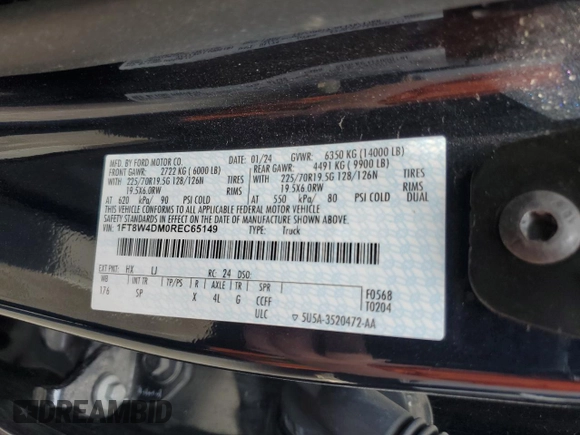 MFD. BY FORD MOTOR CO. 01/24 GVWR: 6350 KG (14000 LB)
FRONT GAWR: 2722 KG ( 6000 LB) REAR GAWR: 4491 KG ( 9900 LB)
WITH 225/70R19.5G 128/126N TIRES WITH 225/70R19.5G 128/126N TIRES
19.5X6.0RW RIMS 19.5X6.0RW RIMS
AT 620 kPa/ 90 PSI COLD AT 550 kPa/ 80 PSI COLD
THIS VEHICLE CONFORMS TO ALL APPLICABLE FEDERAL MOTOR VEHICLE
SAFETY STANDARDS IN EFFECT ON THE DATE OF MANUFACTURE SHOWN ABOVE.
VIN: 1FT8W4DM0REC65149 TYPE: Truck
EXT PNT: HX U RC: 24 DSO:
WB INT TR TP/PS R AXLE TR SPR F0568
176 SP X 4L G CCFF T0204
ULC SU5A-3520472-AA
DREAMBID